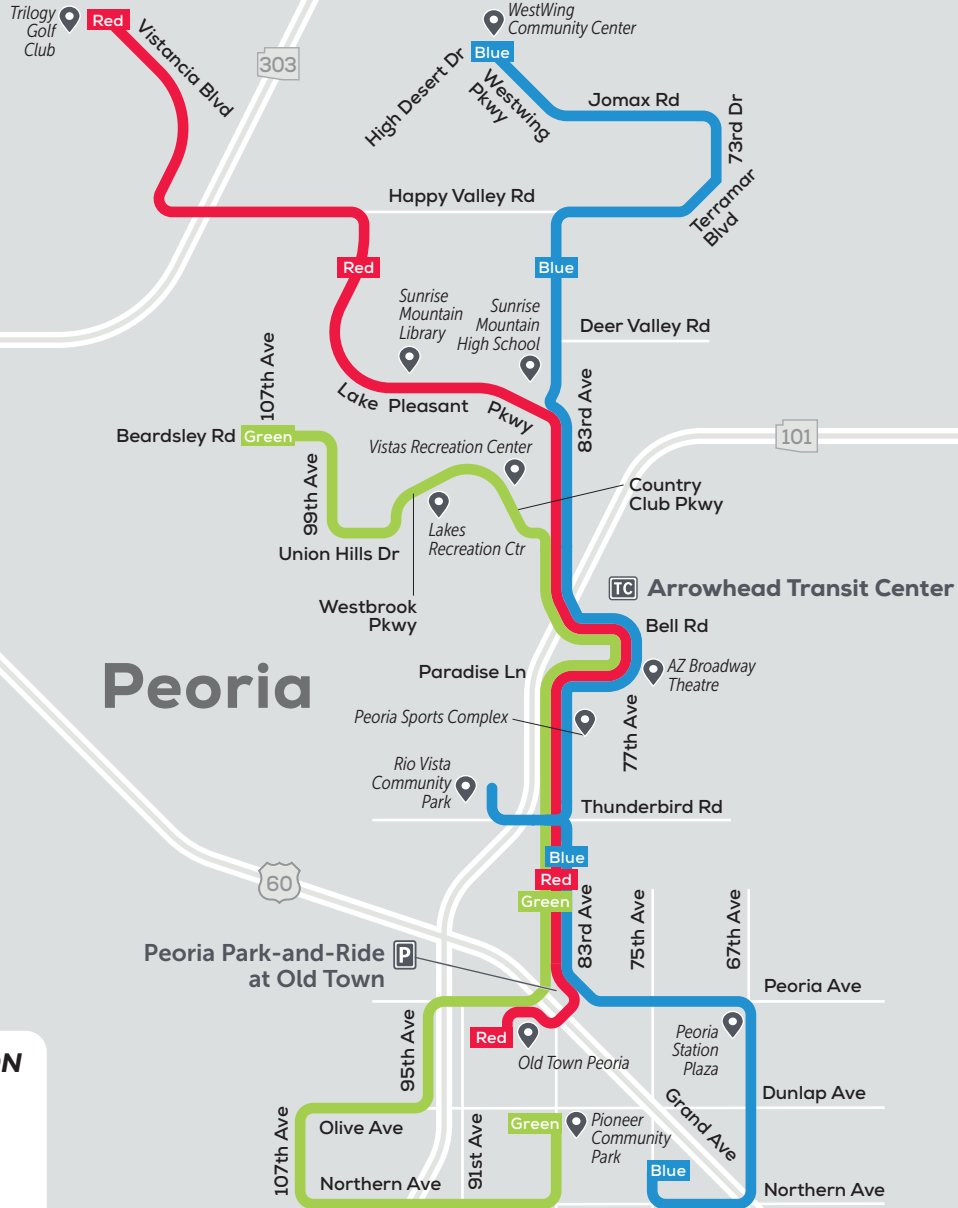 Trilogy
Golf
Club
Red
Vistancia Blvd
303
WestWing
Community Center
Blue
High Desert Dr
Westwing
Pkwy
Jomax Rd
73rd Dr
Terramar
Blvd
Happy Valley Rd
Red
Blue
Sunrise
Mountain
Library
Sunrise
Mountain
High School
Deer Valley Rd
107th Ave
Lake Pleasant Pkwy
83rd Ave
Beardsley Rd
Green
101
Vistas Recreation Center
99th Ave
Country
Club Pkwy
Lakes
Recreation Ctr
Union Hills Dr
TC Arrowhead Transit Center
Westbrook
Pkwy
Bell Rd
Peoria
Paradise Ln
AZ Broadway
Theatre
Peoria Sports Complex
77th Ave
Rio Vista
Community
Park
Thunderbird Rd
Blue
Red
Green
60
83rd Ave
75th Ave
67th Ave
Peoria Park-and-Ride
at Old Town
P
Peoria Ave
Red
Old Town Peoria
Peoria
Station
Plaza
95th Ave
ON
Dunlap Ave
Grand Ave
107th Ave
Olive Ave
91st Ave
Green
Pioneer
Community
Park
Blue
Northern Ave
Northern Ave